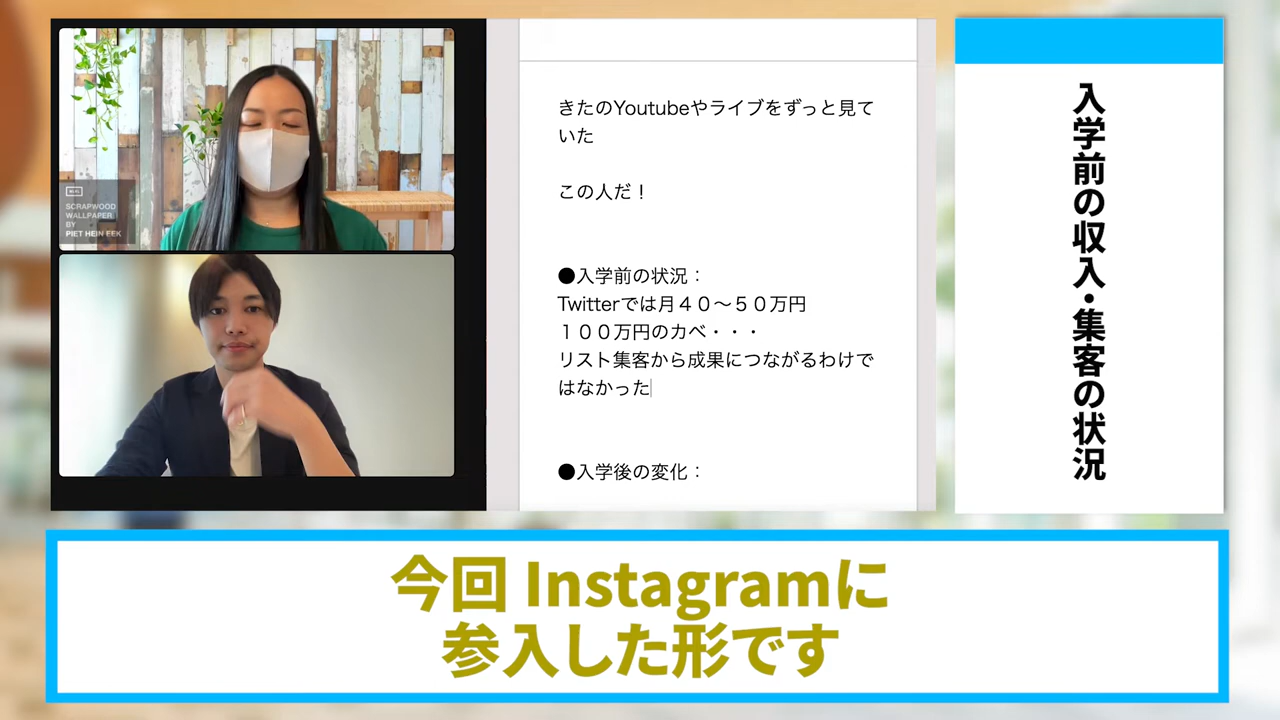 SCRAPWOOD
WALLPAPER
BY
PIET HEIN EEK
きたのYoutubeやライブをずっと見て
いた
この人だ！
●入学前の状況：
Twitterでは月４０〜５０万円
１００万円のカベ・・・
リスト集客から成果につながるわけで
はなかった
●入学後の変化：
入学前の収入・集客の状況
今回 Instagramに
参入した形です